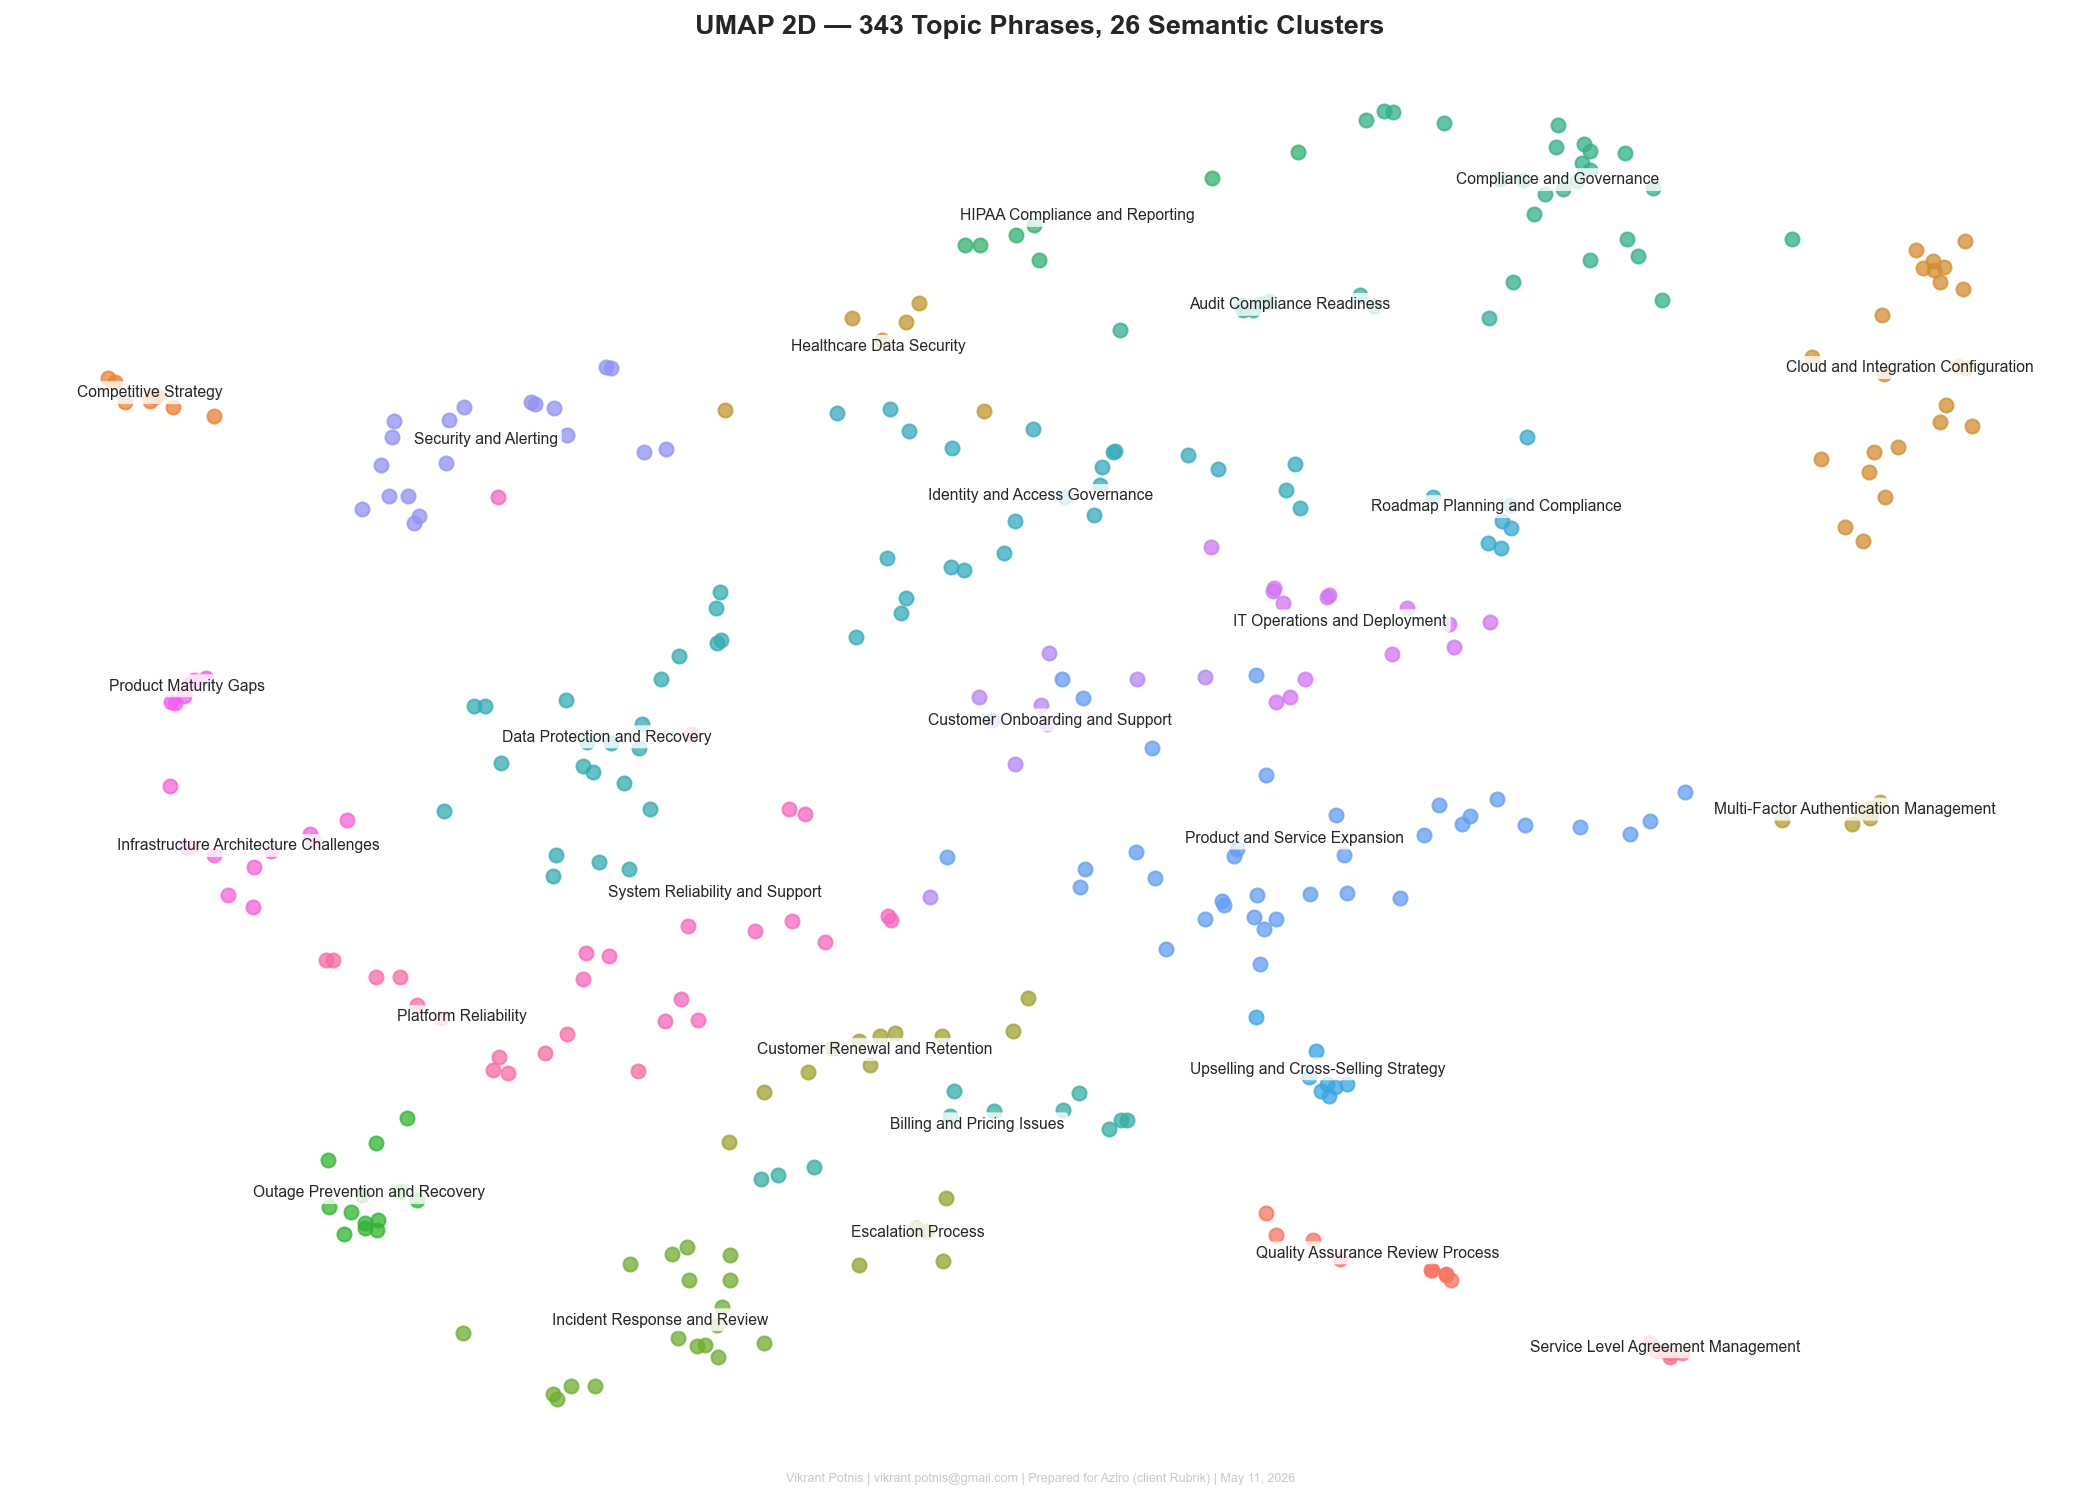 UMAP 2D — 343 Topic Phrases, 26 Semantic Clusters
Compliance and Governance
HIPAA Compliance and Reporting
Audit Compliance Readiness
Healthcare Data Security
Cloud and Integration Configuration
Competitive Strategy
Security and Alerting
Identity and Access Governance
Roadmap Planning and Compliance
IT Operations and Deployment
Product Maturity Gaps
Customer Onboarding and Support
Data Protection and Recovery
Multi-Factor Authentication Management
Product and Service Expansion
Infrastructure Architecture Challenges
System Reliability and Support
Platform Reliability
Customer Renewal and Retention
Upselling and Cross-Selling Strategy
Billing and Pricing Issues
Outage Prevention and Recovery
Escalation Process
Quality Assurance Review Process
Incident Response and Review
Service Level Agreement Management
Vikrant Potnis | vikrant.potnis@gmail.com | Prepared for Aziro (client Rubrik) | May 11, 2026